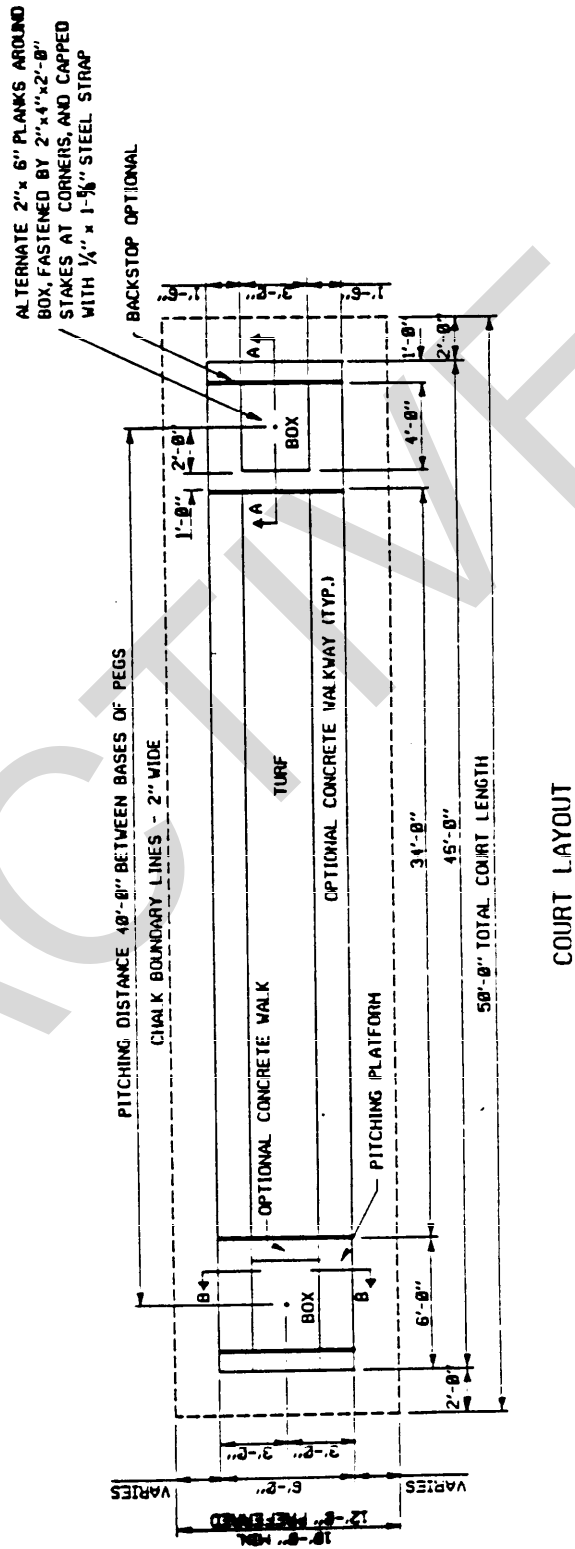 ALTERNATE 2"x 6" PLANKS AROUND
BOX, FASTENED BY 2"x4"x2'-0"
STAKES AT CORNERS, AND CAPPED
WITH 1/4" x 1-5/8" STEEL STRAP
BACKSTOP OPTIONAL
PITCHING DISTANCE 40'-0" BETWEEN BASES OF PEGS
CHALK BOUNDARY LINES - 2" WIDE
1'-0"
2'-0"
A
A
BOX
1'-6"
3'-0"
1'-6"
OPTIONAL CONCRETE WALK
TURF
OPTIONAL CONCRETE WALKWAY (TYP.)
PITCHING PLATFORM
B
B
BOX
VARIES
3'-0"
3'-0"
6'-0"
VARIES
10'-0" MIN.
12'-0" PREFERRED
4'-0"
1'-0"
2'-0"
6'-0"
34'-0"
2'-0"
46'-0"
50'-0" TOTAL COURT LENGTH
COURT LAYOUT